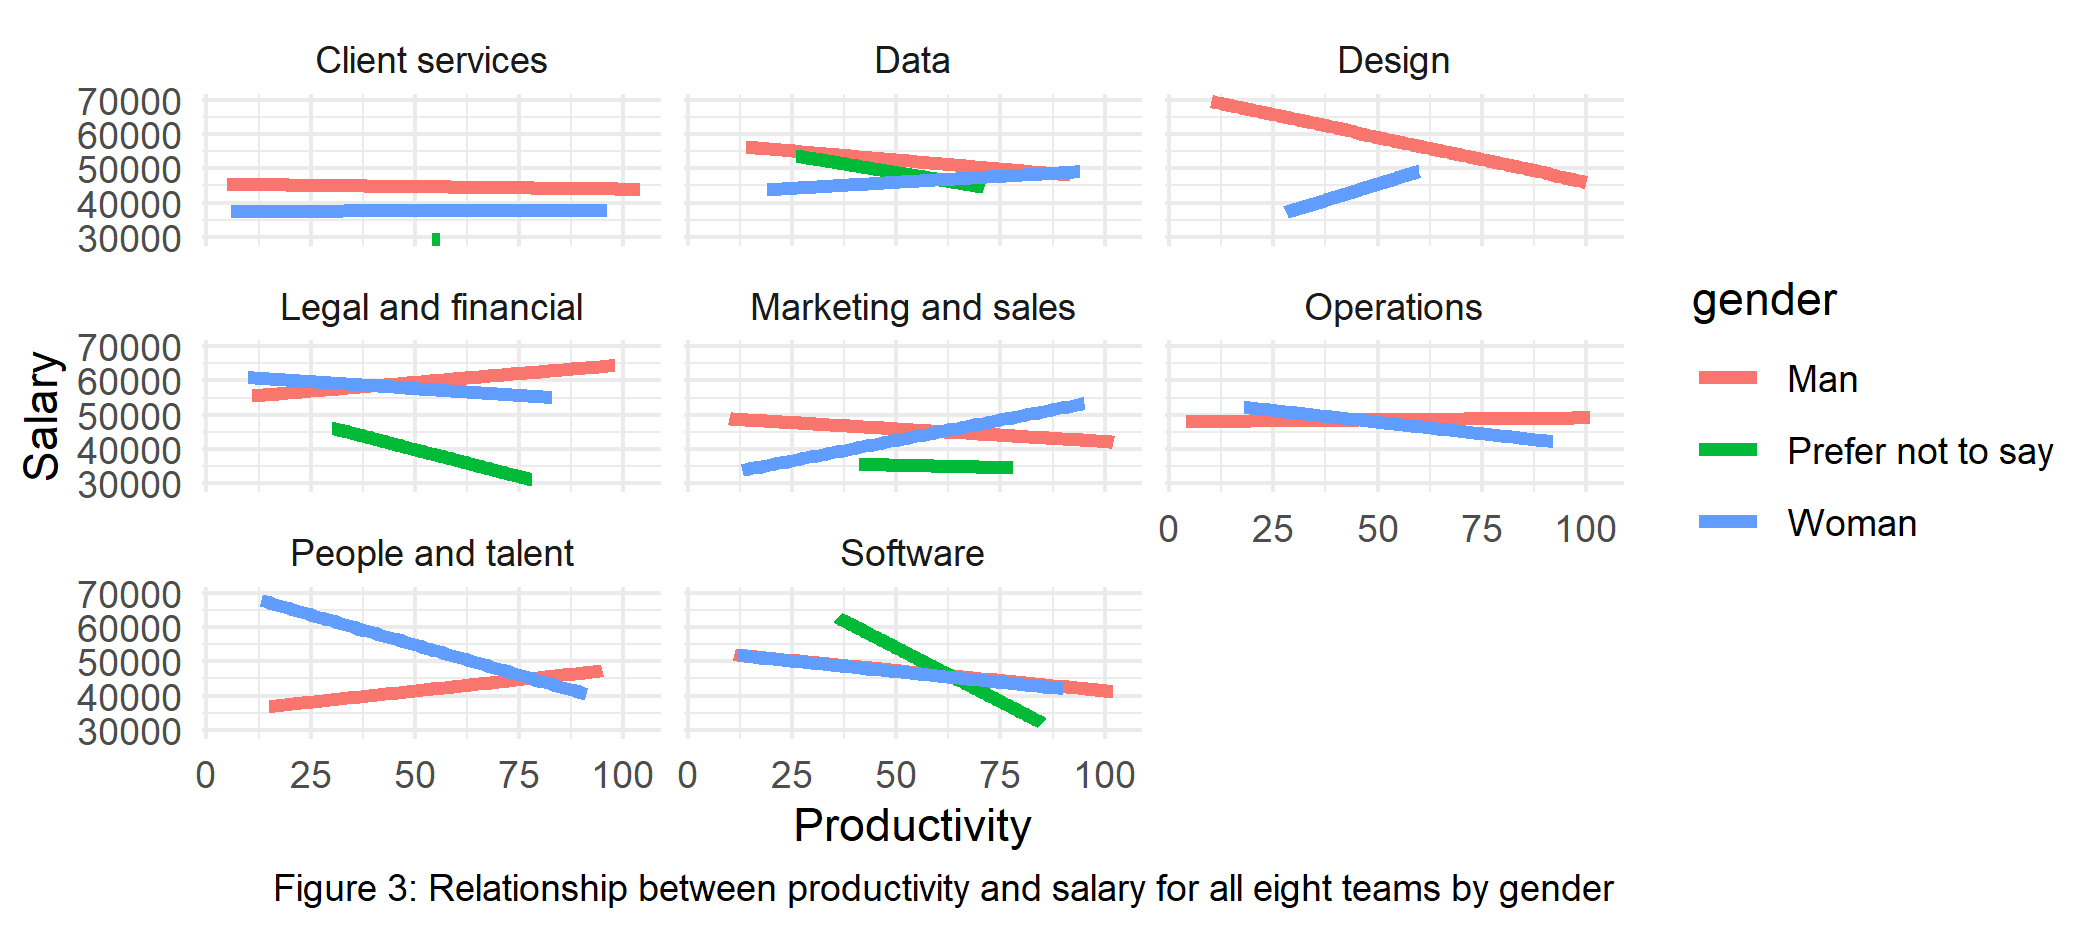 Client services
Data
Design
70000
60000
50000
40000
30000
Legal and financial
Marketing and sales
Operations
70000
60000
50000
40000
30000
0 25 50 75 100
People and talent
Software
70000
60000
50000
40000
30000
0 25 50 75 100
0 25 50 75 100
Salary
Productivity
gender
Man
Prefer not to say
Woman
Figure 3: Relationship between productivity and salary for all eight teams by gender